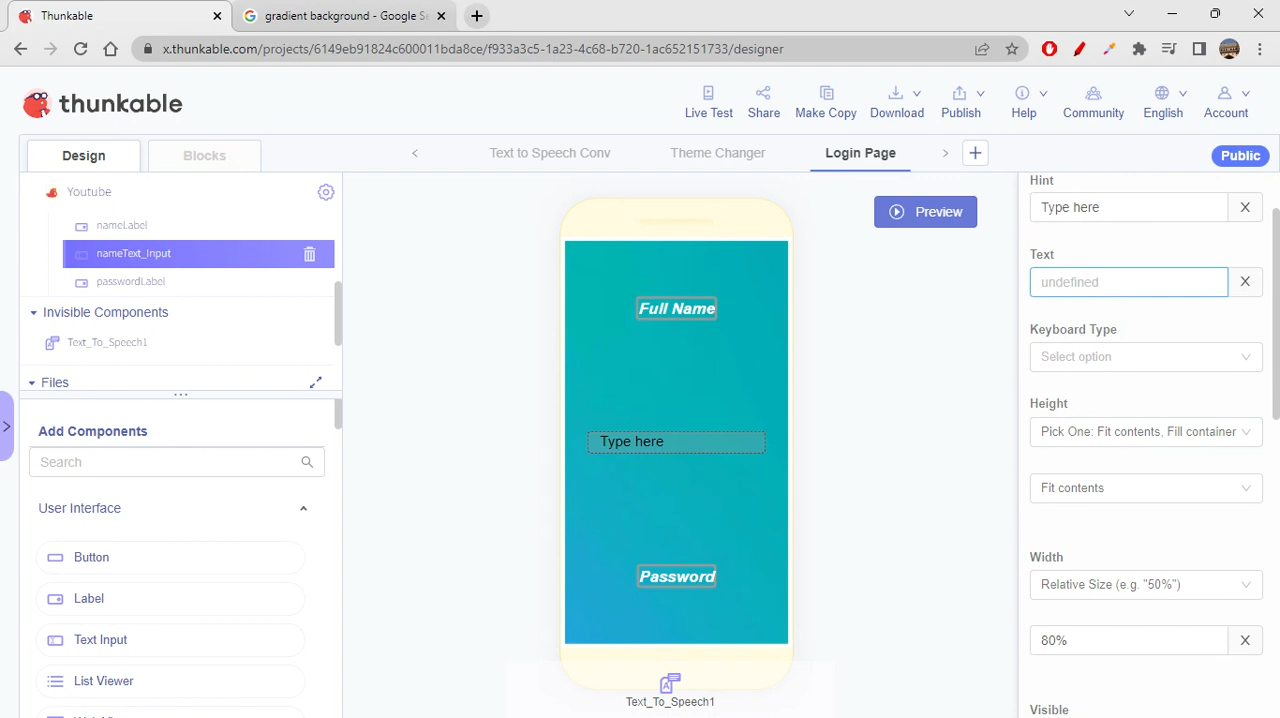 Thunkable
gradient background - Google Se
x.thunkable.com/projects/6149eb91824c600011bda8ce/f933a3c5-1a23-4c68-b720-1ac652151733/designer
thunkable
Live Test
Share
Make Copy
Download
Publish
Help
Community
English
Account
Design
Blocks
Text to Speech Conv
Theme Changer
Login Page
Public
Youtube
nameLabel
nameText_Input
passwordLabel
Invisible Components
Text_To_Speech1
Files
Add Components
Search
User Interface
Button
Label
Text Input
List Viewer
Preview
Full Name
Type here
Password
Text_To_Speech1
Hint
Type here
X
Text
undefined
X
Keyboard Type
Select option
Height
Pick One: Fit contents, Fill container
Fit contents
Width
Relative Size (e.g. "50%")
80%
X
Visible